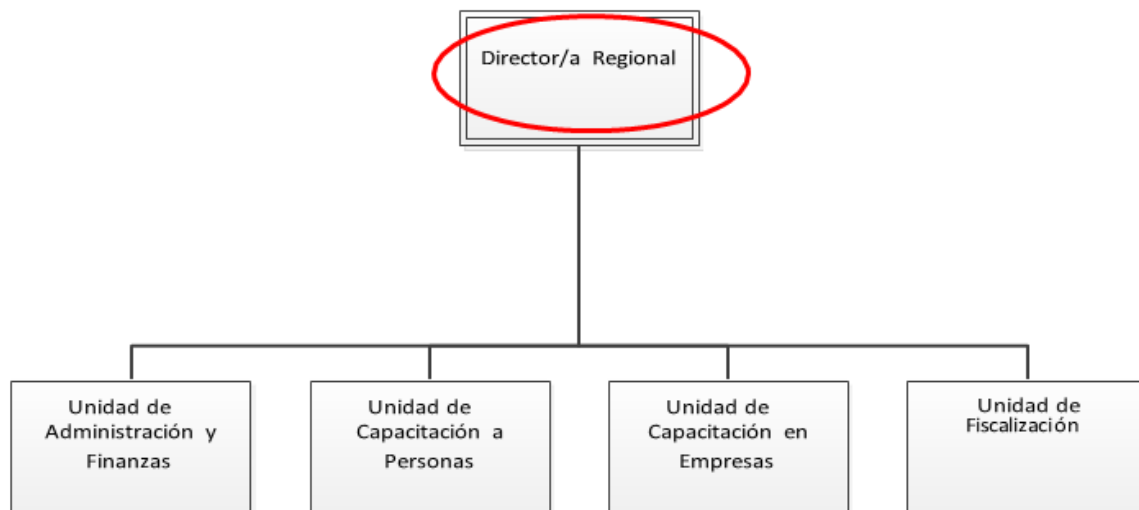 Director/a Regional
Unidad de
Administración y
Finanzas
Unidad de
Capacitación a
Personas
Unidad de
Capacitación en
Empresas
Unidad de
Fiscalización